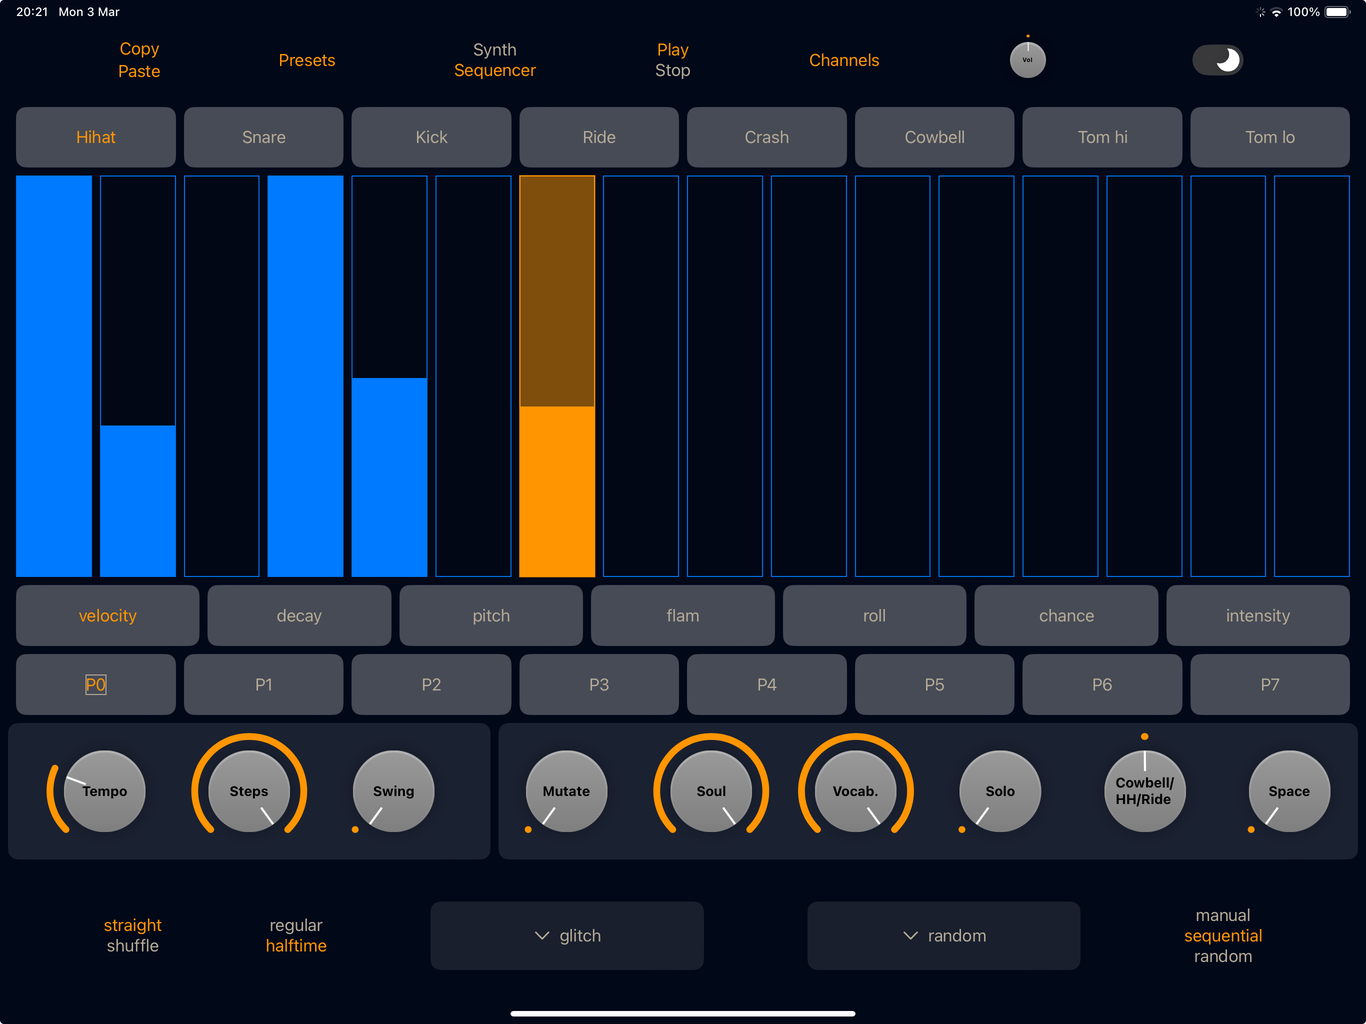 20:21 Mon 3 Mar
100%
Copy
Paste
Presets
Synth
Sequencer
Play
Stop
Channels
Vol
Hihat
Snare
Kick
Ride
Crash
Cowbell
Tom hi
Tom lo
velocity
decay
pitch
flam
roll
chance
intensity
P0
P1
P2
P3
P4
P5
P6
P7
Tempo
Steps
Swing
Mutate
Soul
Vocab.
Solo
Cowbell/
HH/Ride
Space
straight
shuffle
regular
halftime
glitch
random
manual
sequential
random